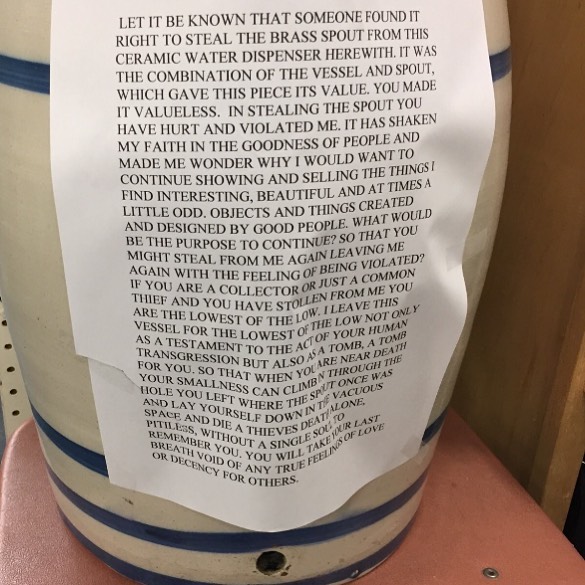 LET IT BE KNOWN THAT SOMEONE FOUND IT
RIGHT TO STEAL THE BRASS SPOUT FROM THIS
CERAMIC WATER DISPENSER HEREWITH. IT WAS
THE COMBINATION OF THE VESSEL AND SPOUT,
WHICH GAVE THIS PIECE ITS VALUE. YOU MADE
IT VALUELESS. IN STEALING THE SPOUT YOU
HAVE HURT AND VIOLATED ME. IT HAS SHAKEN
MY FAITH IN THE GOODNESS OF PEOPLE AND
MADE ME WONDER WHY I WOULD WANT TO
CONTINUE SHOWING AND SELLING THE THINGS I
FIND INTERESTING, BEAUTIFUL AND AT TIMES A
LITTLE ODD. OBJECTS AND THINGS CREATED
AND DESIGNED BY GOOD PEOPLE. WHAT WOULD
BE THE PURPOSE TO CONTINUE? SO THAT YOU
MIGHT STEAL FROM ME AGAIN LEAVING ME
AGAIN WITH THE FEELING OF BEING VIOLATED?
IF YOU ARE A COLLECTOR OR JUST A COMMON
THIEF AND YOU HAVE STOLLEN FROM ME YOU
ARE THE LOWEST OF THE LOW. I LEAVE THIS
VESSEL FOR THE LOWEST OF THE LOW NOT ONLY
AS A TESTAMENT TO THE ACT OF YOUR HUMAN
TRANSGRESSION BUT ALSO AS A TOMB, A TOMB
FOR YOU. SO THAT WHEN YOU ARE NEAR DEATH
YOUR SMALLNESS CAN CLIMB IN THROUGH THE
HOLE YOU LEFT WHERE THE SPOUT ONCE WAS
AND LAY YOURSELF DOWN IN THE VACUOUS
SPACE AND DIE A THIEVES DEATH ALONE,
PITILESS, WITHOUT A SINGLE SOUL TO
REMEMBER YOU. YOU WILL TAKE YOUR LAST
BREATH VOID OF ANY TRUE FEELINGS OF LOVE
OR DECENCY FOR OTHERS.